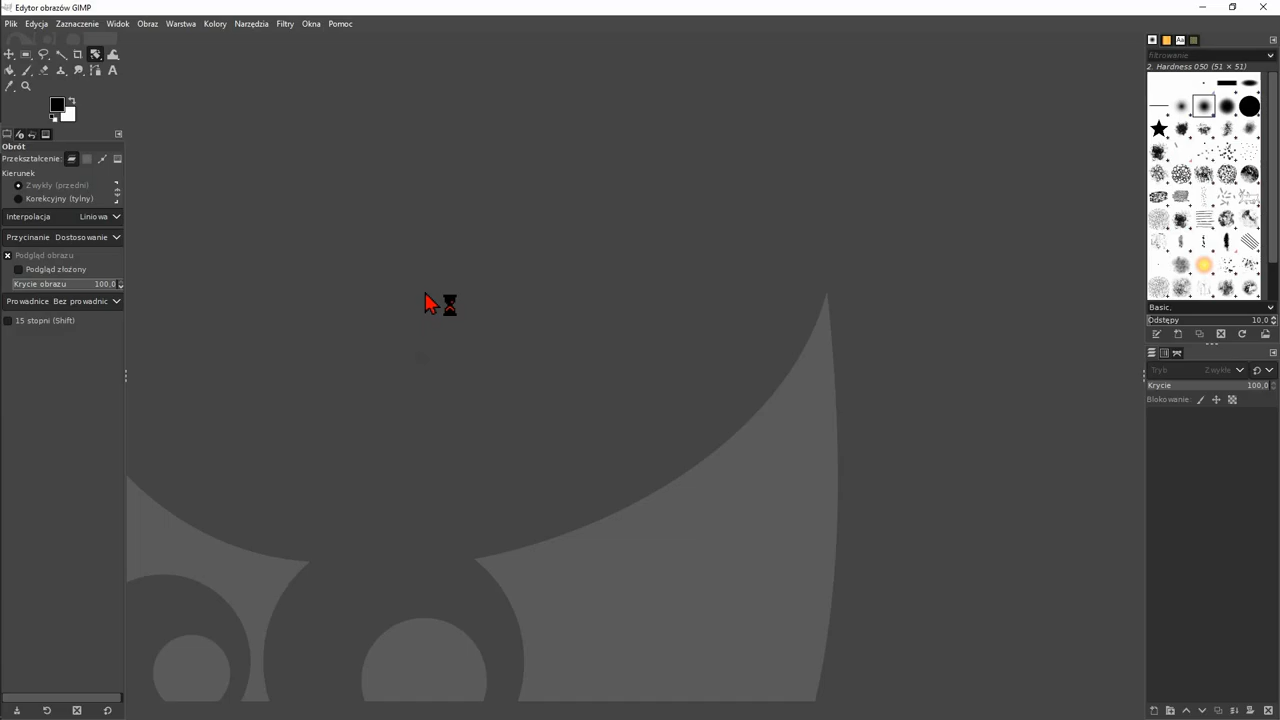 Edytor obrazów GIMP
Plik Edycja Zaznaczenie Widok Obraz Warstwa Kolory Narzędzia Filtry Okna Pomoc
Obrót
Przekształcenie:
Kierunek
Zwykły (przedni)
Korekcyjny (tylny)
Interpolacja Liniowa
Przycinanie Dostosowanie
Podgląd obrazu
Podgląd złożony
Krycie obrazu 100,0
Prowadnice Bez prowadnic
15 stopni (Shift)
Aa
filtrowanie
2. Hardness 050 (51 × 51)
Basic,
Odstępy 10,0
Tryb Zwykłe
Krycie 100,0
Blokowanie: